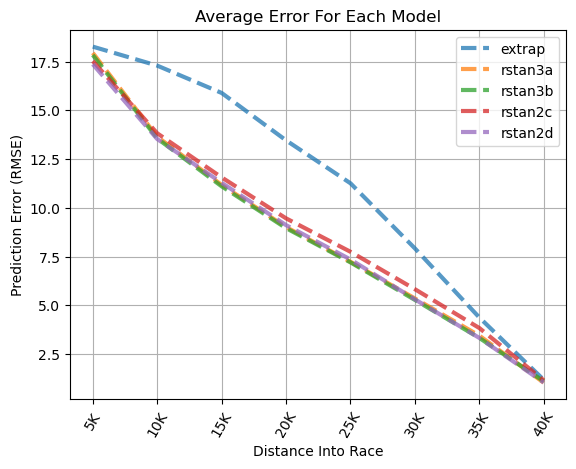 Average Error For Each Model
extrap
rstan3a
rstan3b
rstan2c
rstan2d
Prediction Error (RMSE)
17.5
15.0
12.5
10.0
7.5
5.0
2.5
5K
10K
15K
20K
25K
30K
35K
40K
Distance Into Race